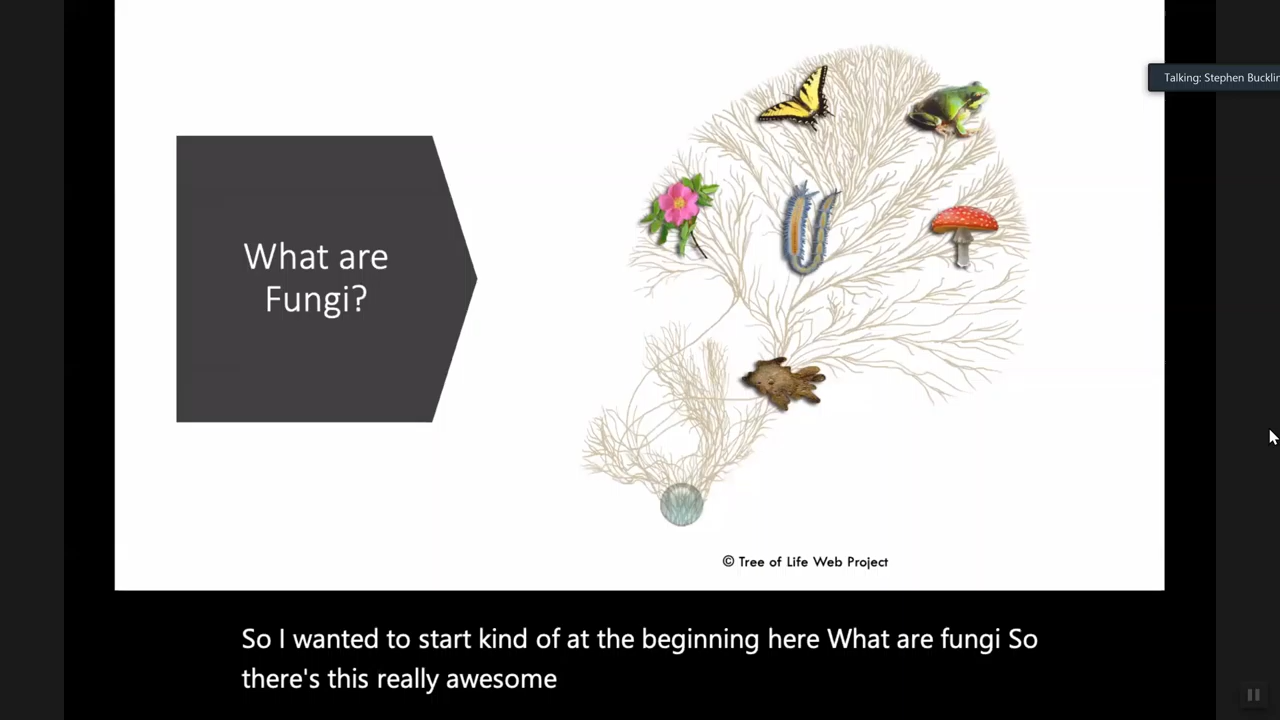 Talking: Stephen
What are
Fungi?
© Tree of Life Web Project
So I wanted to start kind of at the beginning here What are fungi So
there's this really awesome